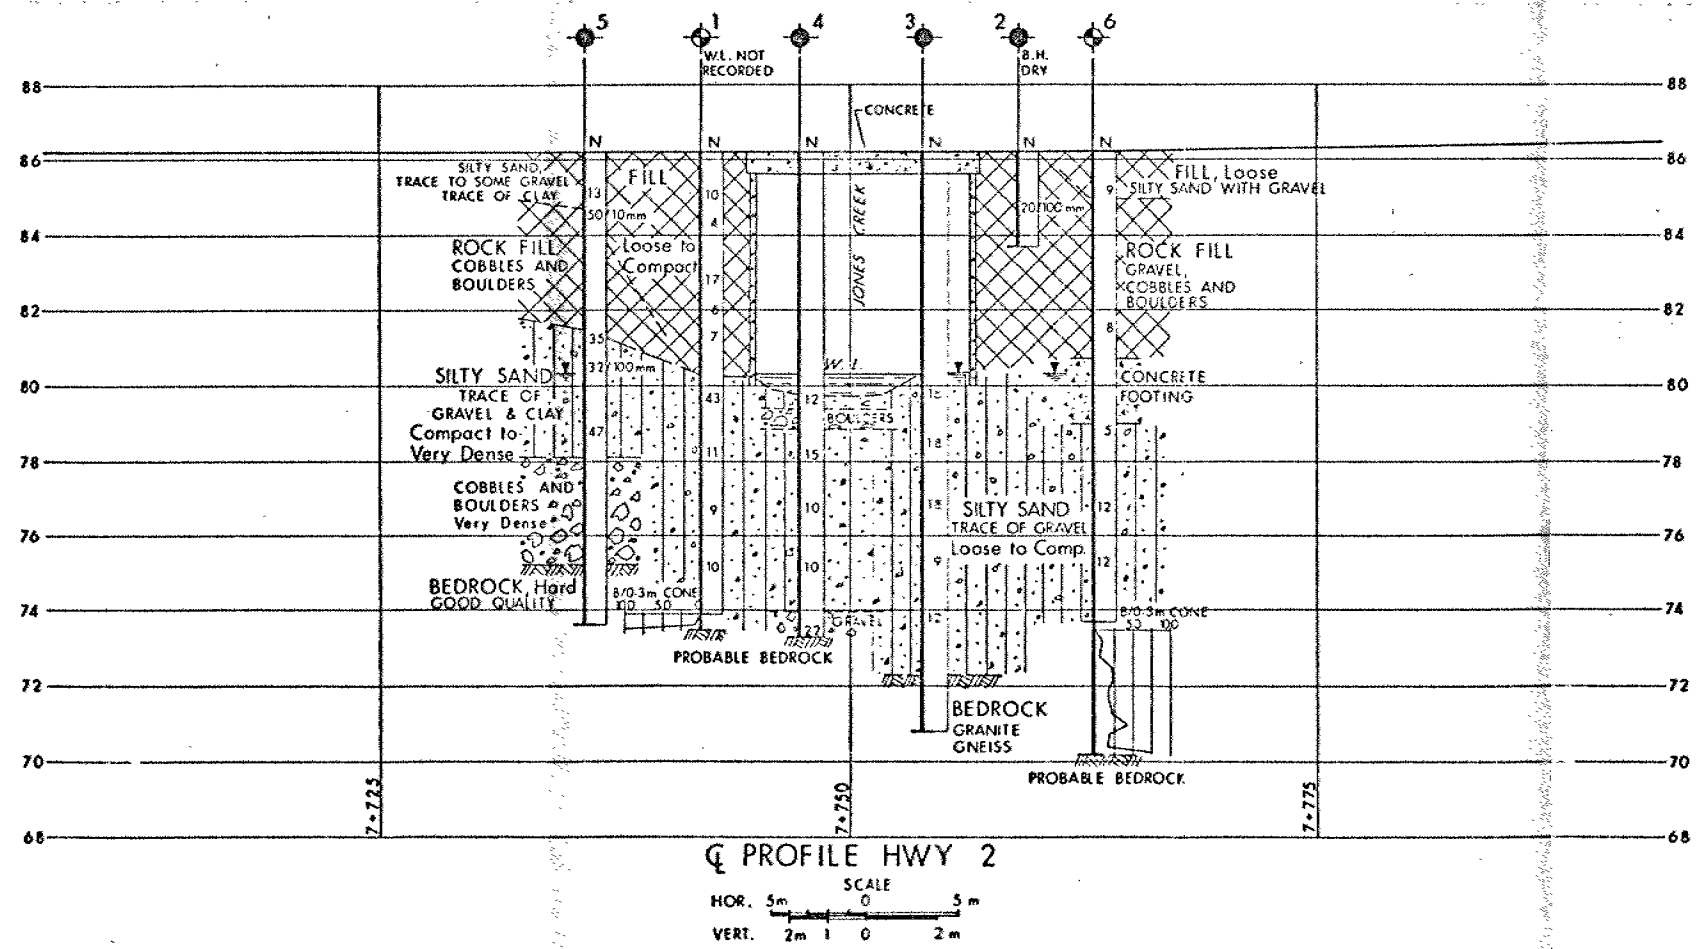 5 1 4 3 2 6
W.L. NOT
RECORDED
B.H.
DRY
88 88
CONCRETE
N N N N N N
86 86
SILTY SAND,
TRACE TO SOME GRAVEL
TRACE OF CLAY
FILL
FILL, Loose
SILTY SAND WITH GRAVEL
13 10 9
50/10mm 4 20/100 mm
JONES CREEK
84 84
ROCK FILL
COBBLES AND
BOULDERS
Loose to
Compact
ROCK FILL
GRAVEL,
COBBLES AND
BOULDERS
17
82 82
6
7 8
35
32/100mm
W.L.
80 80
SILTY SAND
TRACE OF
GRAVEL & CLAY
Compact to
Very Dense
CONCRETE
FOOTING
43 12
BOULDERS
47 18 5
11 15
78 78
COBBLES AND
BOULDERS
Very Dense
9 10 18 12
SILTY SAND
TRACE OF GRAVEL
Loose to Comp.
76 76
10 10 9 12
BEDROCK, Hard
GOOD QUALITY
B/0.3m CONE
100 50 0
74 74
B/0.3m CONE
50 100
22 GRAVEL 12
PROBABLE BEDROCK
72 72
BEDROCK
GRANITE
GNEISS
70 70
PROBABLE BEDROCK
7+725 7+750 7+775
68 68
℄ PROFILE HWY 2
SCALE
HOR. 5m 0 5 m
VERT. 2m 1 0 2 m